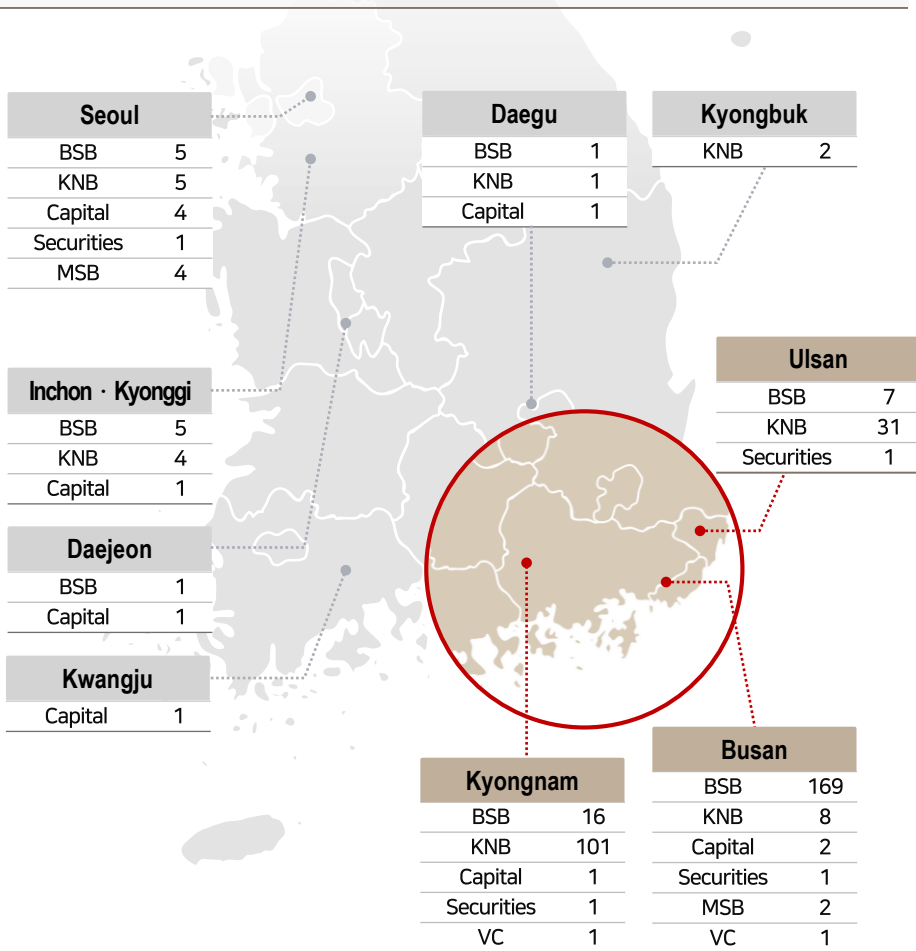 Seoul
BSB 5
KNB 5
Capital 4
Securities 1
MSB 4
Daegu
BSB 1
KNB 1
Capital 1
Kyongbuk
KNB 2
Inchon · Kyonggi
BSB 5
KNB 4
Capital 1
Ulsan
BSB 7
KNB 31
Securities 1
Daejeon
BSB 1
Capital 1
Kwangju
Capital 1
Kyongnam
BSB 16
KNB 101
Capital 1
Securities 1
VC 1
Busan
BSB 169
KNB 8
Capital 2
Securities 1
MSB 2
VC 1